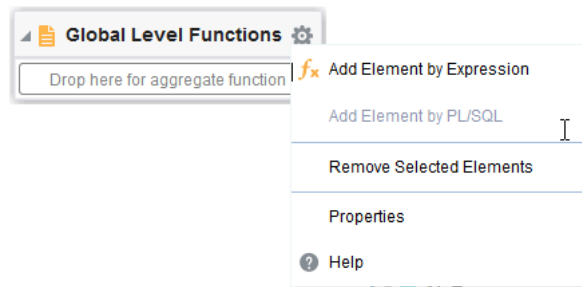 Global Level Functions
Drop here for aggregate function
fx Add Element by Expression
Add Element by PL/SQL
Remove Selected Elements
Properties
? Help